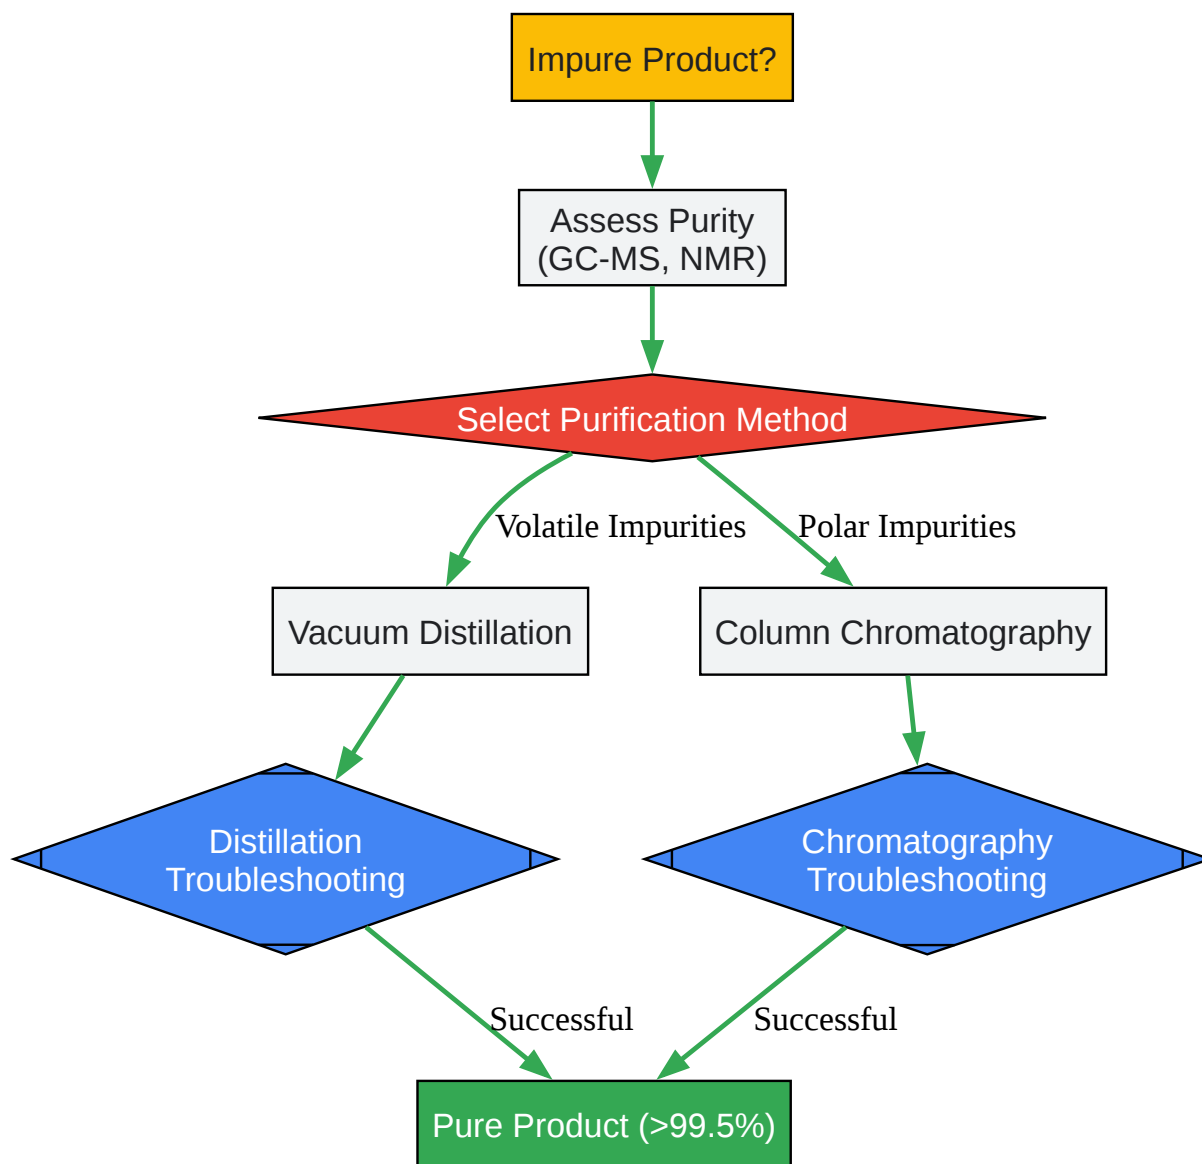 Impure Product?
Assess Purity
(GC-MS, NMR)
Select Purification Method
Volatile Impurities
Polar Impurities
Vacuum Distillation
Column Chromatography
Distillation
Troubleshooting
Chromatography
Troubleshooting
Successful
Successful
Pure Product (>99.5%)